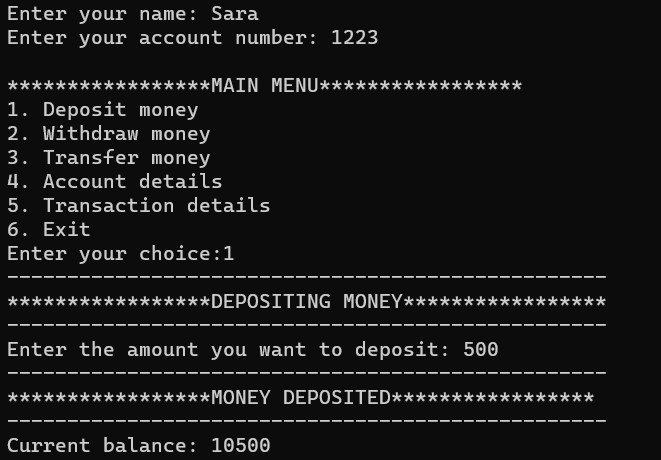 Enter your name: Sara
Enter your account number: 1223
*****************MAIN MENU*****************
1. Deposit money
2. Withdraw money
3. Transfer money
4. Account details
5. Transaction details
6. Exit
Enter your choice:1
--------------------------------------------------
*****************DEPOSITING MONEY*****************
--------------------------------------------------
Enter the amount you want to deposit: 500
--------------------------------------------------
*****************MONEY DEPOSITED*****************
--------------------------------------------------
Current balance: 10500